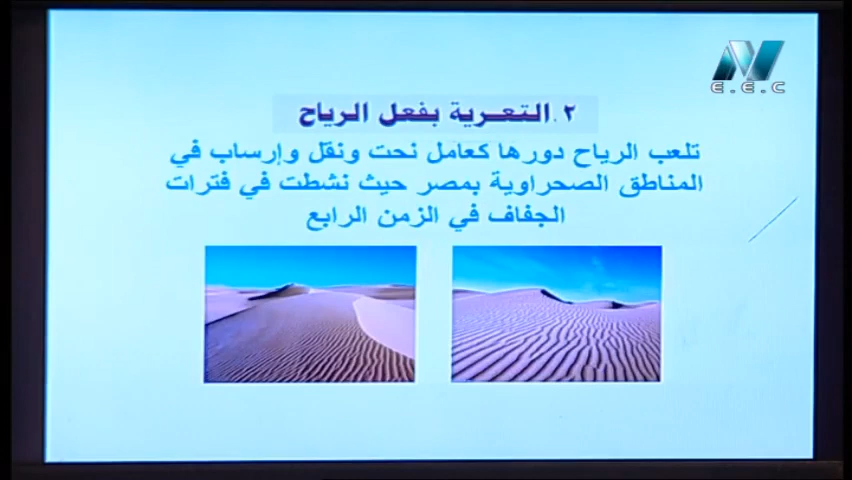 E.E.C
٢. التعرية بفعل الرياح
تلعب الرياح دورها كعامل نحت ونقل وإرساب في
المناطق الصحراوية بمصر حيث نشطت في فترات
الجفاف في الزمن الرابع